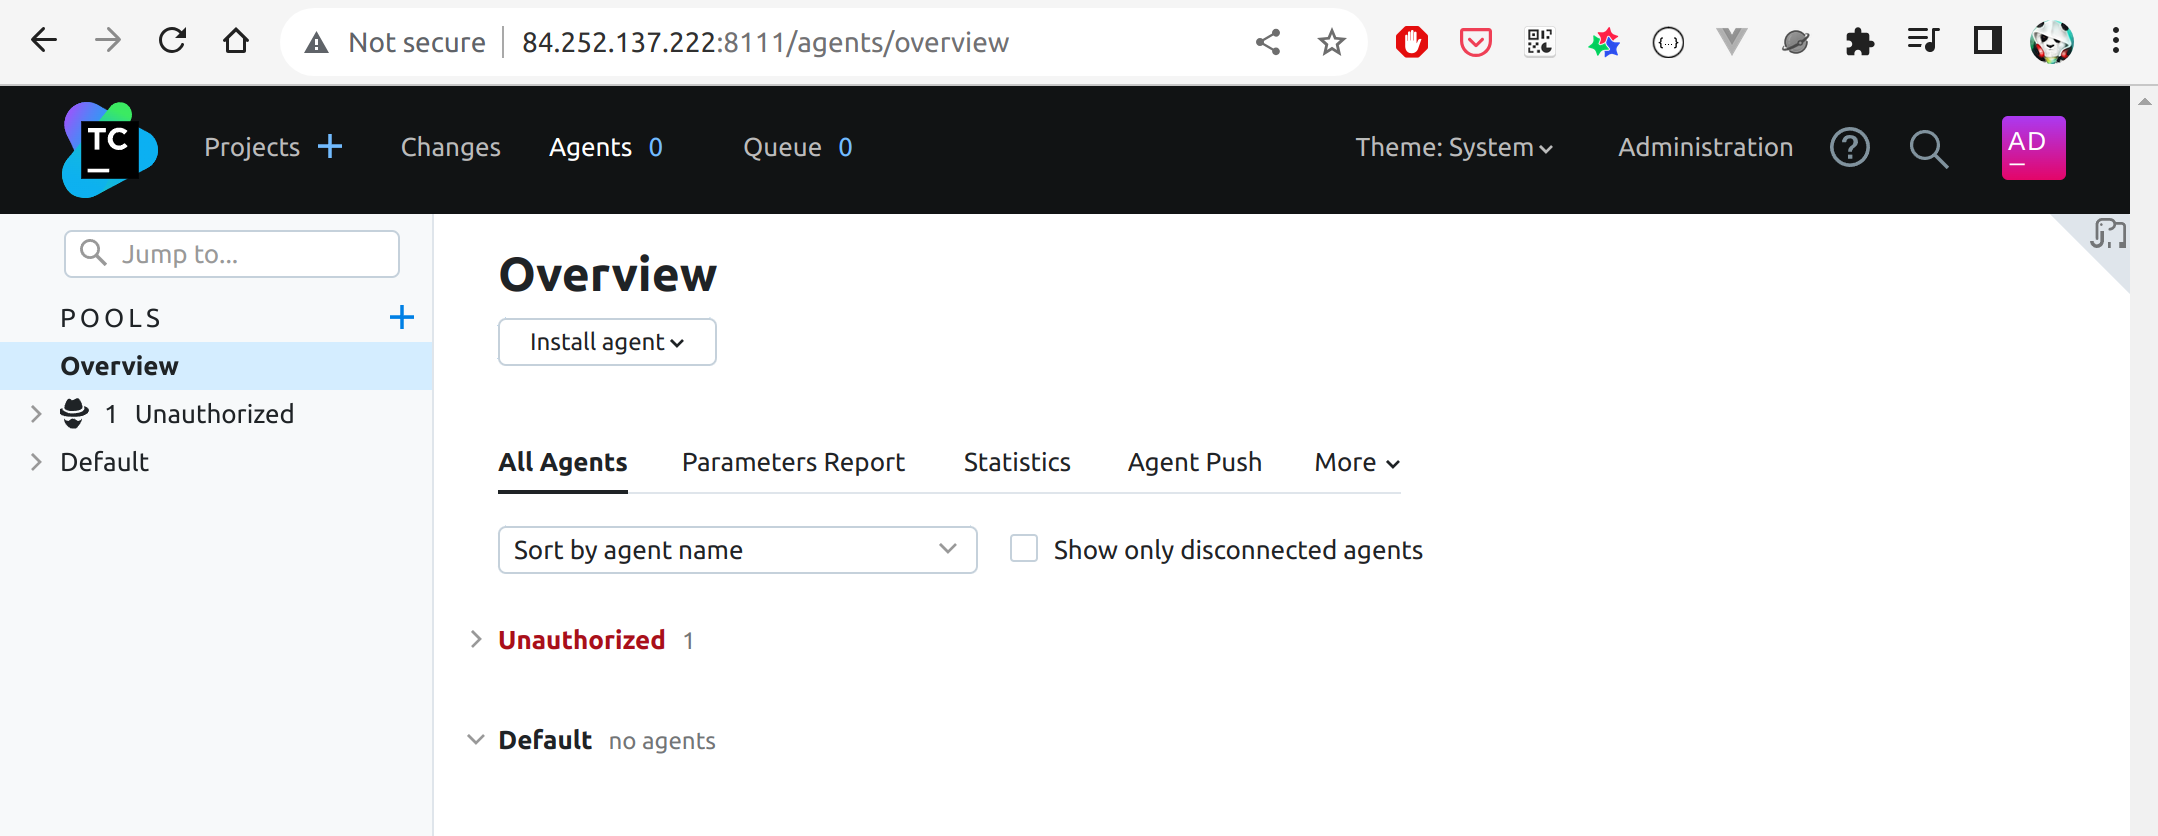 Not secure 84.252.137.222:8111/agents/overview
TC Projects Changes Agents 0 Queue 0 Theme: System Administration ? AD
Jump to...
POOLS
Overview
1 Unauthorized
Default
Overview
Install agent
All Agents Parameters Report Statistics Agent Push More
Sort by agent name Show only disconnected agents
Unauthorized 1
Default no agents